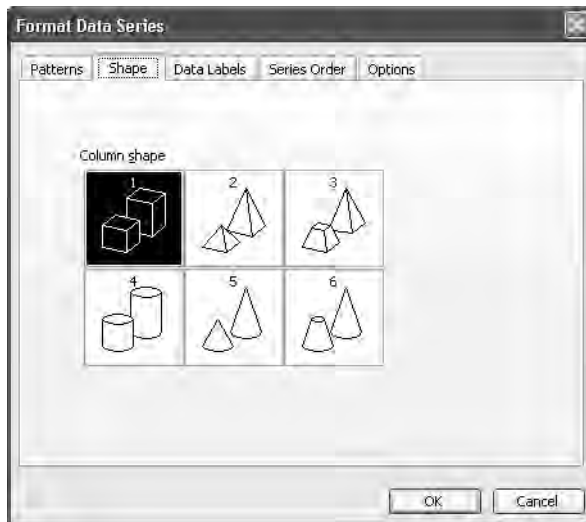 Format Data Series
Patterns Shape Data Labels Series Order Options
Column shape
1 2 3
4 5 6
OK Cancel